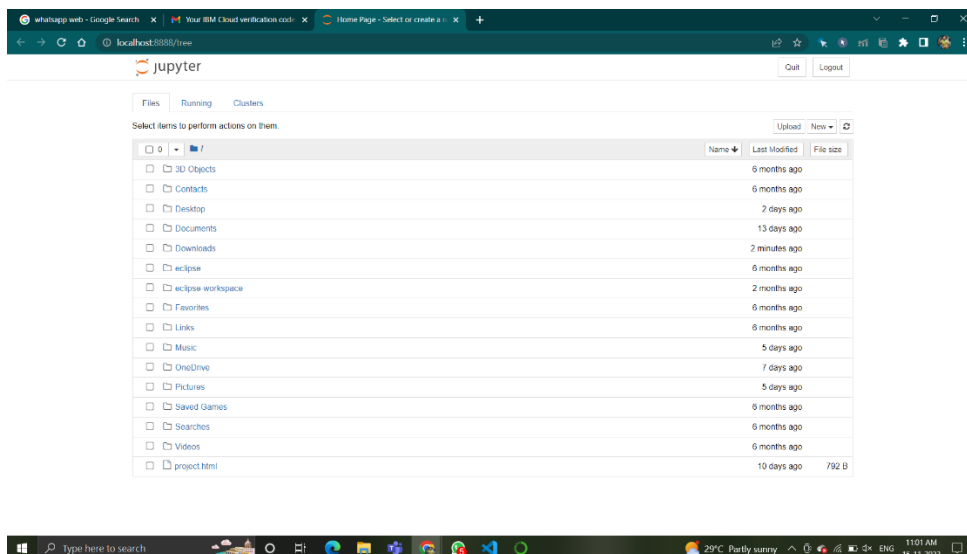 whatsapp web - Google Search
Your IBM Cloud verification code
Home Page - Select or create a n
localhost:8888/tree
jupyter
Quit Logout
Files Running Clusters
Select items to perform actions on them.
Upload New
0 /
Name Last Modified File size
3D Objects 6 months ago
Contacts 6 months ago
Desktop 2 days ago
Documents 13 days ago
Downloads 2 minutes ago
eclipse 6 months ago
eclipse-workspace 2 months ago
Favorites 6 months ago
Links 6 months ago
Music 5 days ago
OneDrive 7 days ago
Pictures 5 days ago
Saved Games 6 months ago
Searches 6 months ago
Videos 6 months ago
project.html 10 days ago 792 B
Type here to search
29°C Partly sunny
ENG
11:01 AM
15-11-2022